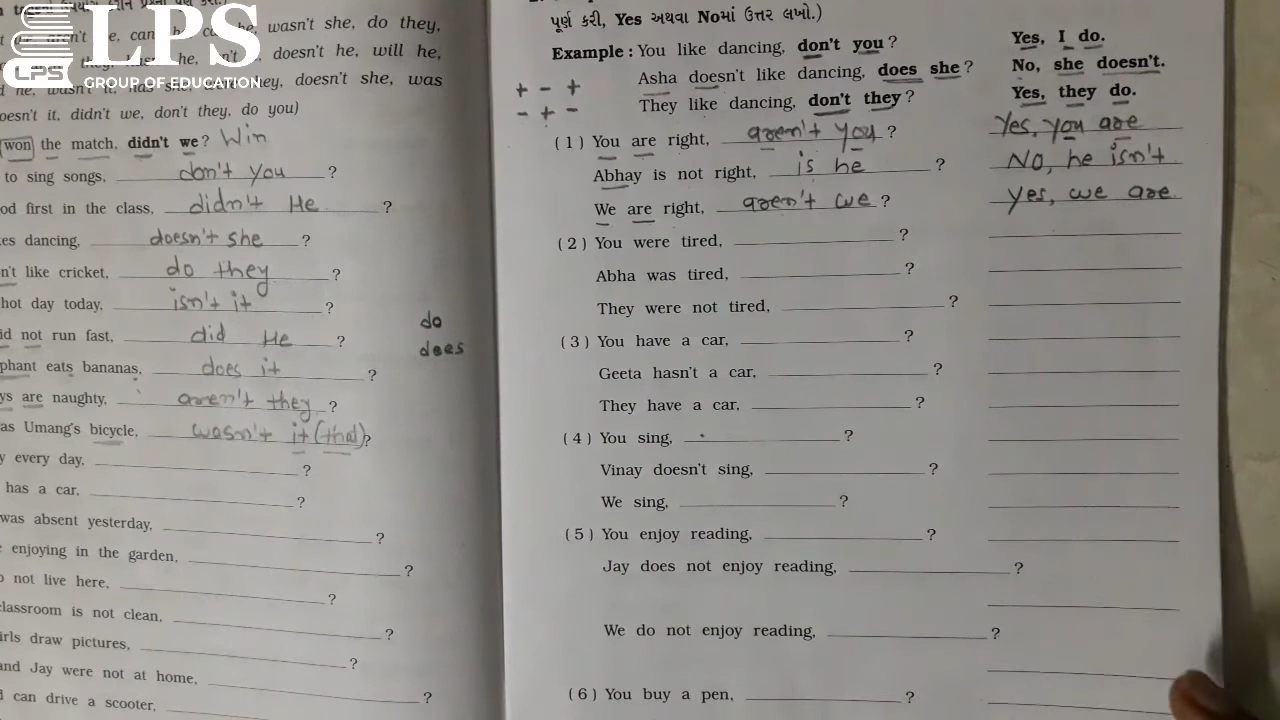 LPS
LPS
GROUP OF EDUCATION
wasn't she, do they,
doesn't he, will he,
doesn't she, was
oesn't it, didn't we, don't they, do you)
won the match, didn't we? Win
to sing songs, don't you ?
od first in the class, didn't He ?
es dancing, doesn't she ?
n't like cricket, do they ?
hot day today, isn't it ?
id not run fast, did He ?
do
does
phant eats bananas, does it ?
ys are naughty, aren't they ?
as Umang's bicycle, wasn't it (that)?
y every day, ?
has a car, ?
was absent yesterday, ?
enjoying in the garden, ?
not live here, ?
lassroom is not clean, ?
irls draw pictures, ?
and Jay were not at home, ?
can drive a scooter,
પૂર્ણ કરી, Yes અથવા Noમાં ઉત્તર લખો.)
Example : You like dancing, don't you ? Yes, I do.
Asha doesn't like dancing, does she ? No, she doesn't.
They like dancing, don't they ? Yes, they do.
+ − +
− + −
( 1 ) You are right, aren't you ? Yes, you are
Abhay is not right, is he ? No, he isn't
We are right, aren't we ? Yes, we are
( 2 ) You were tired, ?
Abha was tired, ?
They were not tired, ?
( 3 ) You have a car, ?
Geeta hasn't a car, ?
They have a car, ?
( 4 ) You sing, ?
Vinay doesn't sing, ?
We sing, ?
( 5 ) You enjoy reading, ?
Jay does not enjoy reading, ?
We do not enjoy reading, ?
( 6 ) You buy a pen, ?